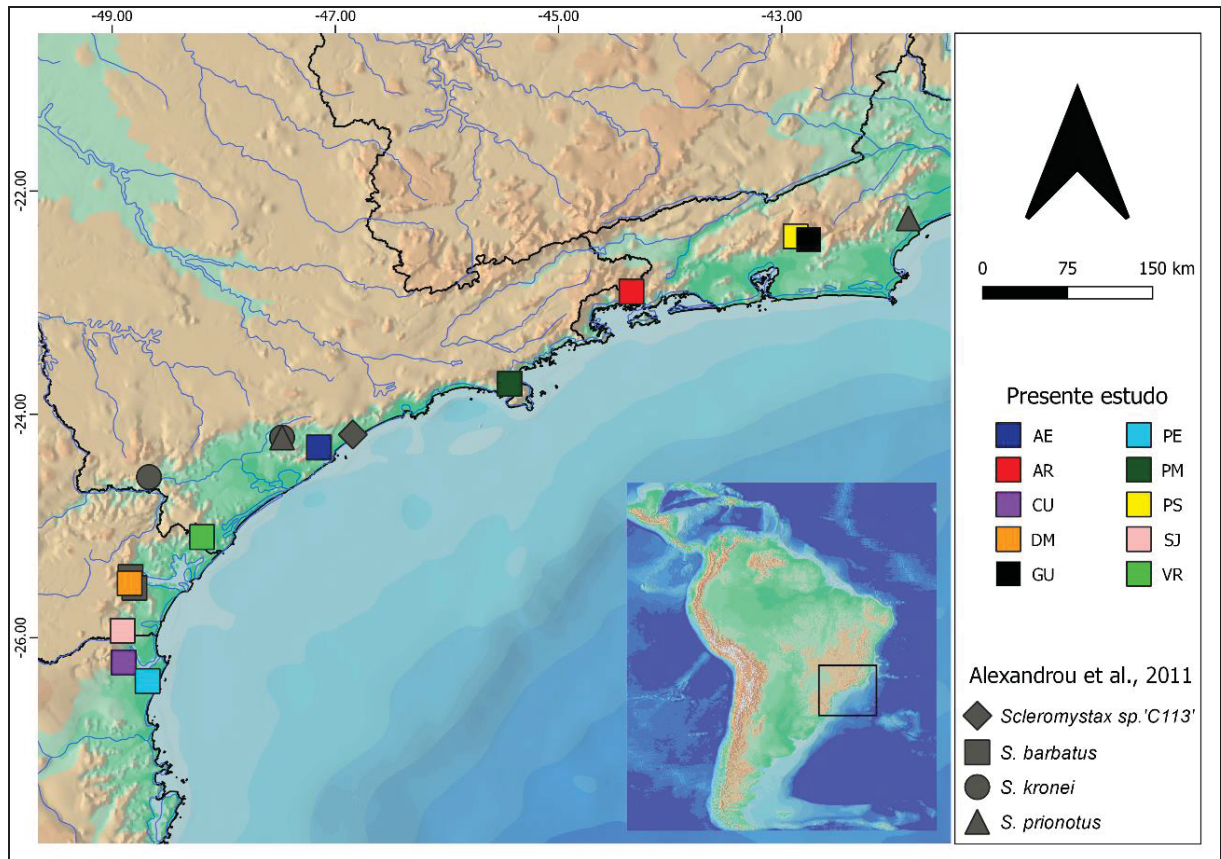 -49.00 -47.00 -45.00 -43.00
-22.00
-24.00
-26.00
0 75 150 km
Presente estudo
AE PE
AR PM
CU PS
DM SJ
GU VR
Alexandrou et al., 2011
Scleromystax sp.'C113'
S. barbatus
S. kronei
S. prionotus